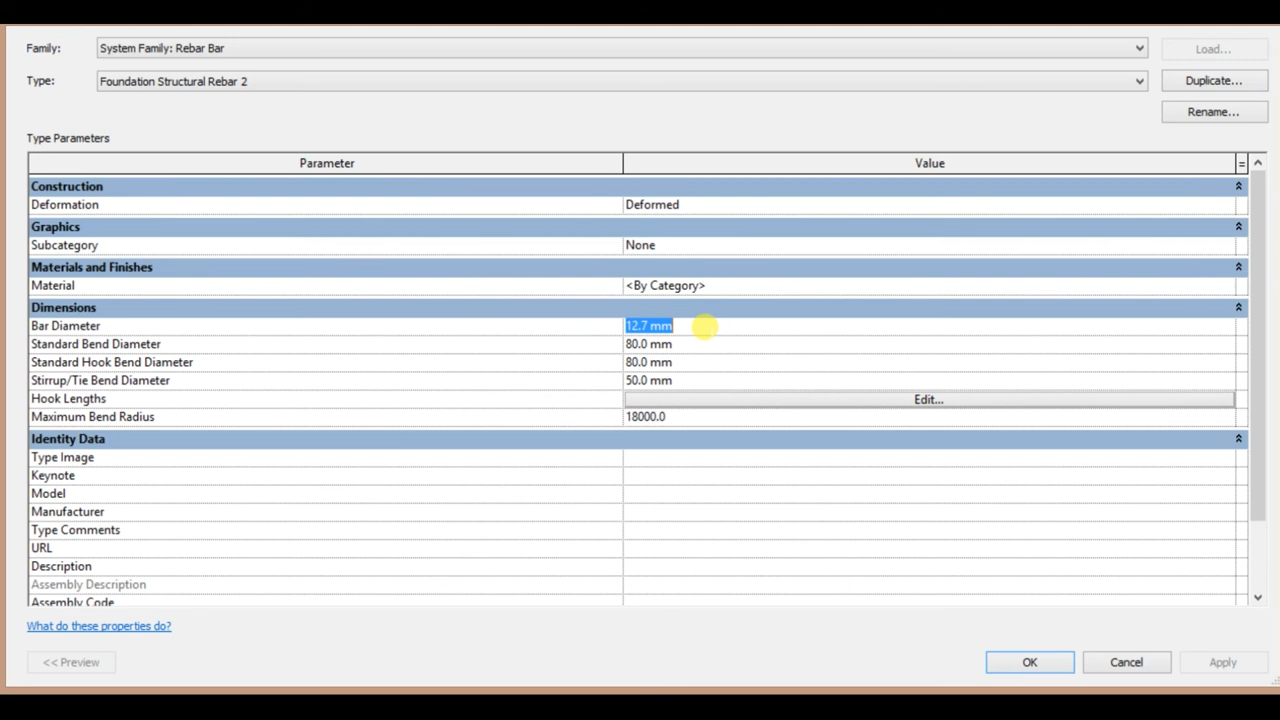 Family: System Family: Rebar Bar Load...
Type: Foundation Structural Rebar 2 Duplicate...
Rename...
Type Parameters
Parameter Value =
Construction
Deformation Deformed
Graphics
Subcategory None
Materials and Finishes
Material <By Category>
Dimensions
Bar Diameter 12.7 mm
Standard Bend Diameter 80.0 mm
Standard Hook Bend Diameter 80.0 mm
Stirrup/Tie Bend Diameter 50.0 mm
Hook Lengths Edit...
Maximum Bend Radius 18000.0
Identity Data
Type Image
Keynote
Model
Manufacturer
Type Comments
URL
Description
Assembly Description
Assembly Code
What do these properties do?
<< Preview OK Cancel Apply